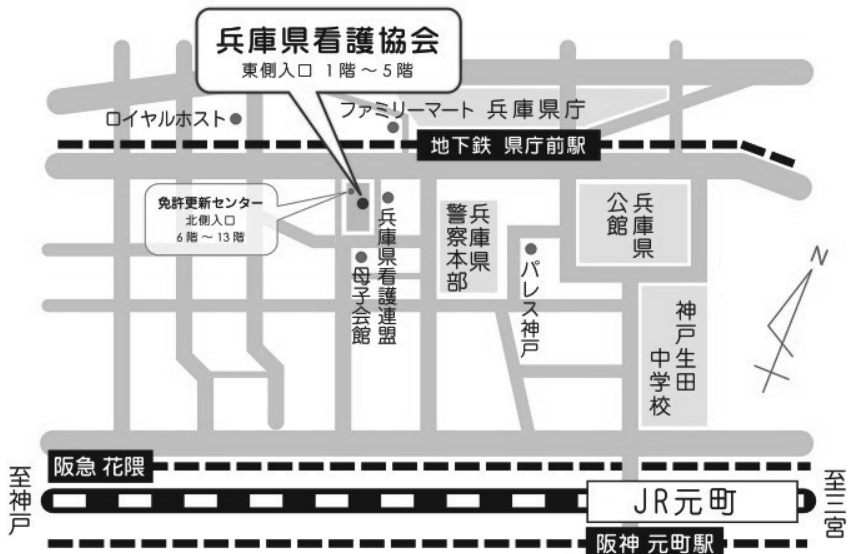 兵庫県看護協会
東側入口 1階～5階
ロイヤルホスト
ファミリーマート
兵庫県庁
地下鉄 県庁前駅
免許更新センター
北側入口
6階～13階
兵庫県看護連盟
母子会館
兵庫県
警察本部
パレス神戸
兵庫県
公館
N
神戸生田
中学校
阪急 花隈
至神戸
JR元町
至三宮
阪神 元町駅